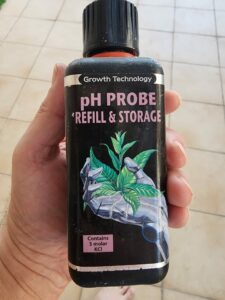 Growth Technology
pH PROBE
REFILL & STORAGE
Contains
3 molar
KCl